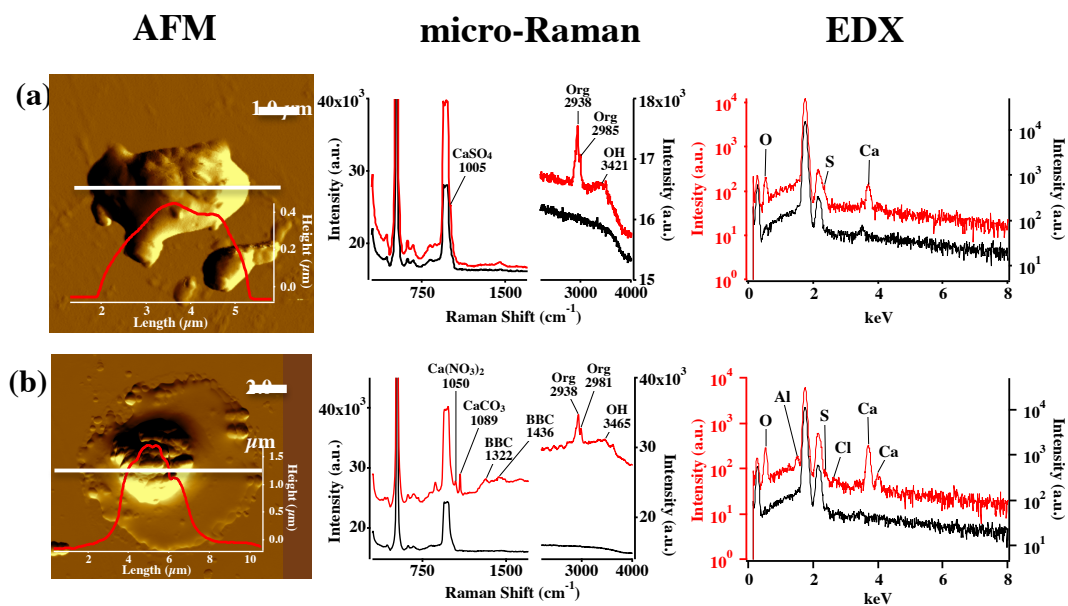 AFM
micro-Raman
EDX
(a)
1.0 µm
0.4
0.2
0.0
Height (µm)
2 3 4 5
Length (µm)
40x10³
30
20
Intensity (a.u.)
CaSO₄
1005
Org
2938
Org
2985
OH
3421
18x10³
17
16
15
Intensity (a.u.)
750
3000 4000
Raman Shift (cm⁻¹)
10⁴
10³
10²
10¹
10⁰
Intesity (a.u.)
O
S
Ca
10⁴
10³
10²
10¹
Intensity (a.u.)
0 2 4 6 8
keV
(b)
2.0
µm
1.5
1.0
0.5
0.0
Height (µm)
2 4 6 8 10
Length (µm)
40x10³
30
20
Intensity (a.u.)
Ca(NO₃)₂
1050
CaCO₃
1089
BBC
1322
BBC
1436
Org
2938
Org
2981
OH
3465
40x10³
30
20
Intensity (a.u.)
750
3000 4000
Raman Shift (cm⁻¹)
10⁴
10³
10²
10¹
10⁰
Intensity (a.u.)
O
Al
S
Cl
Ca
Ca
10⁴
10³
10²
10¹
Intensity (a.u.)
0 2 4 6 8
keV